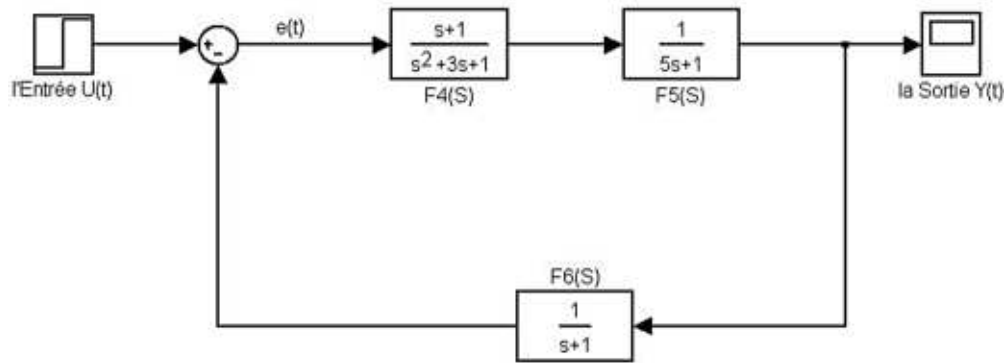 e(t)
+
-
s+1
s²+3s+1
1
5s+1
l'Entrée U(t)
F4(S)
F5(S)
la Sortie Y(t)
F6(S)
1
s+1